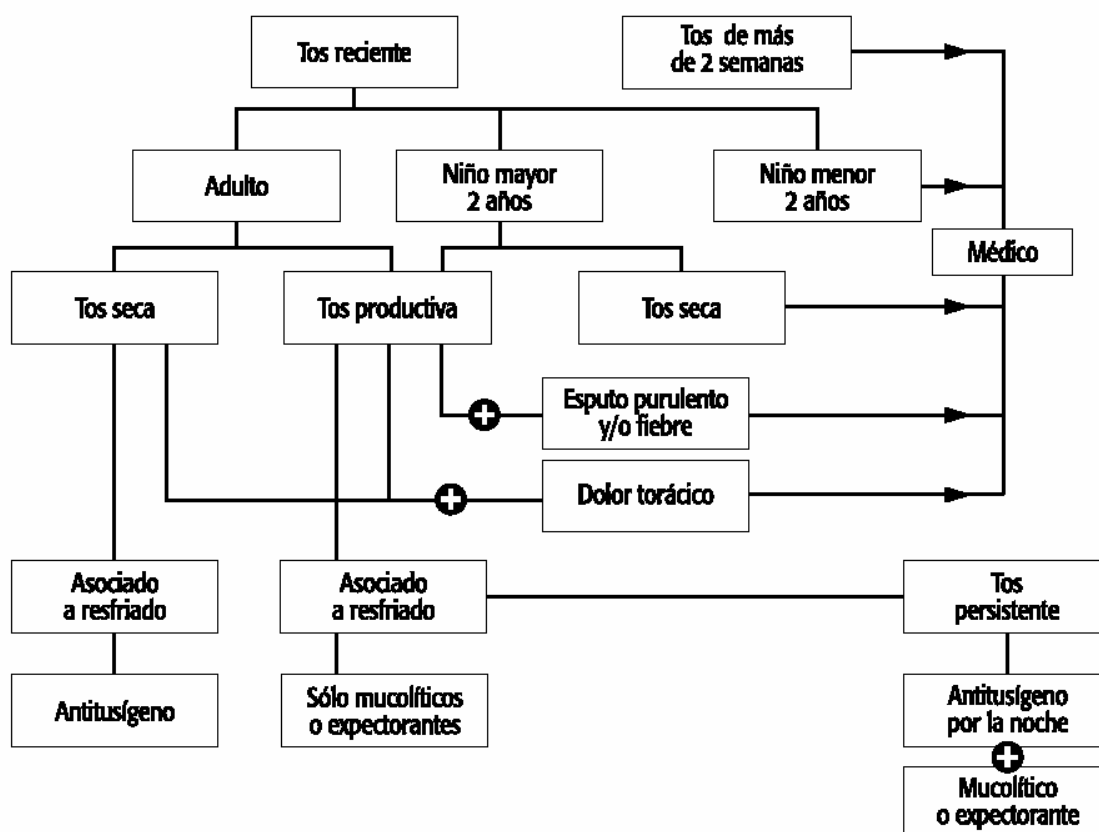 Tos reciente
Tos de más
de 2 semanas
Adulto
Niño mayor
2 años
Niño menor
2 años
Médico
Tos seca
Tos productiva
Tos seca
Esputo purulento
y/o fiebre
Dolor torácico
Asociado
a resfriado
Asociado
a resfriado
Tos
persistente
Antitusígeno
Sólo mucolíticos
o expectorantes
Antitusígeno
por la noche
Mucolítico
o expectorante